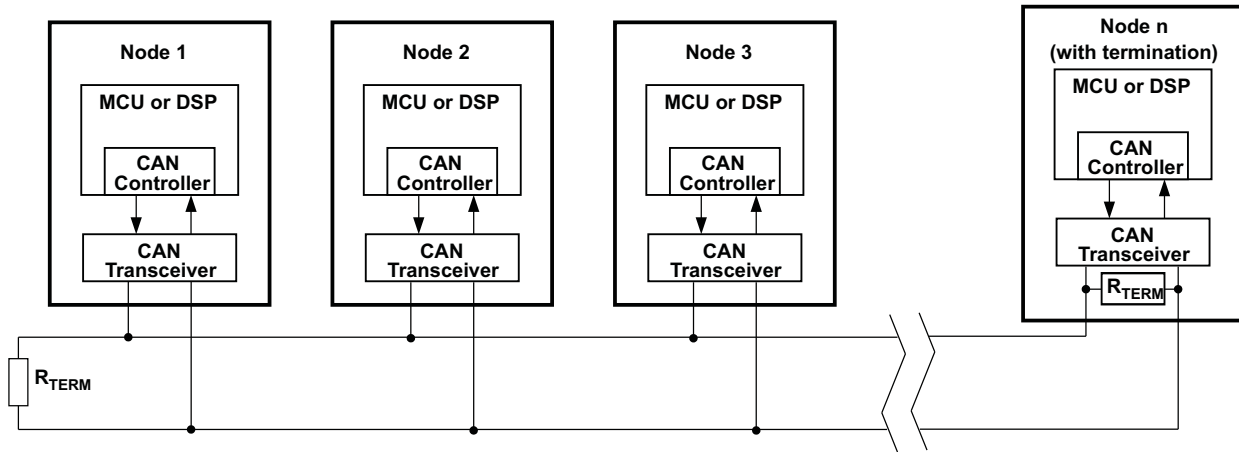 Node 1
MCU or DSP
CAN
Controller
CAN
Transceiver
Node 2
MCU or DSP
CAN
Controller
CAN
Transceiver
Node 3
MCU or DSP
CAN
Controller
CAN
Transceiver
Node n
(with termination)
MCU or DSP
CAN
Controller
CAN
Transceiver
RTERM
RTERM